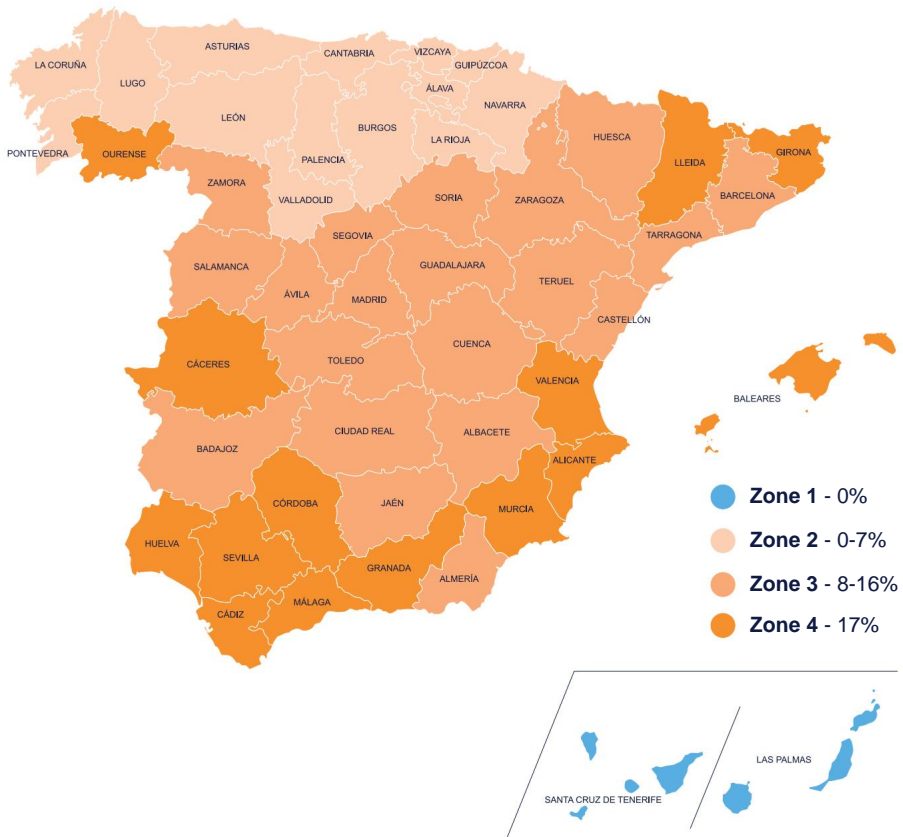 ASTURIAS
CANTABRIA
VIZCAYA
GUIPÚZCOA
LA CORUÑA
LUGO
ÁLAVA
NAVARRA
LEÓN
BURGOS
LA RIOJA
HUESCA
PONTEVEDRA
OURENSE
PALENCIA
LLEIDA
GIRONA
ZAMORA
VALLADOLID
SORIA
ZARAGOZA
BARCELONA
SEGOVIA
TARRAGONA
SALAMANCA
GUADALAJARA
ÁVILA
MADRID
TERUEL
CASTELLÓN
CUENCA
CÁCERES
TOLEDO
VALENCIA
BALEARES
BADAJOZ
CIUDAD REAL
ALBACETE
ALICANTE
CÓRDOBA
JAÉN
MURCIA
HUELVA
SEVILLA
GRANADA
ALMERÍA
CÁDIZ
MÁLAGA
Zone 1 - 0%
Zone 2 - 0-7%
Zone 3 - 8-16%
Zone 4 - 17%
LAS PALMAS
SANTA CRUZ DE TENERIFE